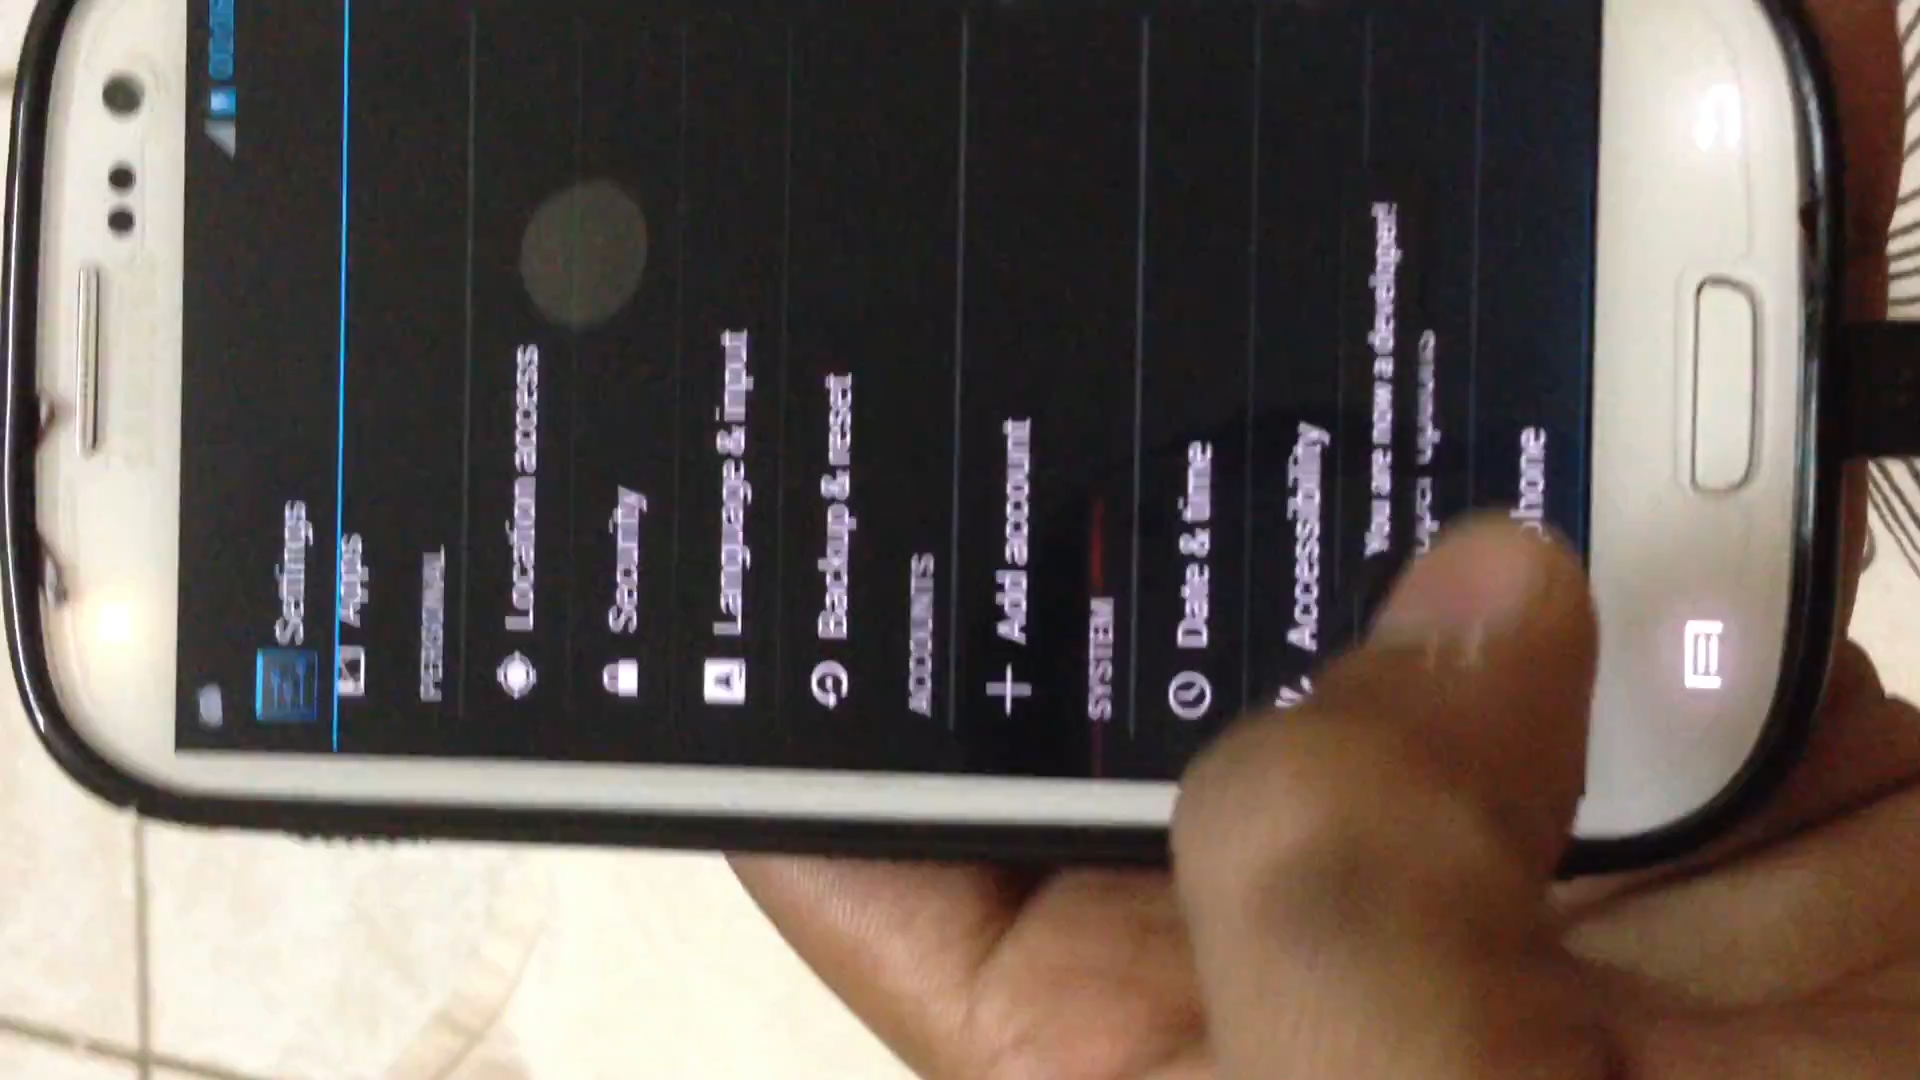 Settings
Apps
PERSONAL
Location access
Security
Language & input
Backup & reset
ACCOUNTS
Add account
SYSTEM
Date & time
Accessibility
You are now a developer!
phone